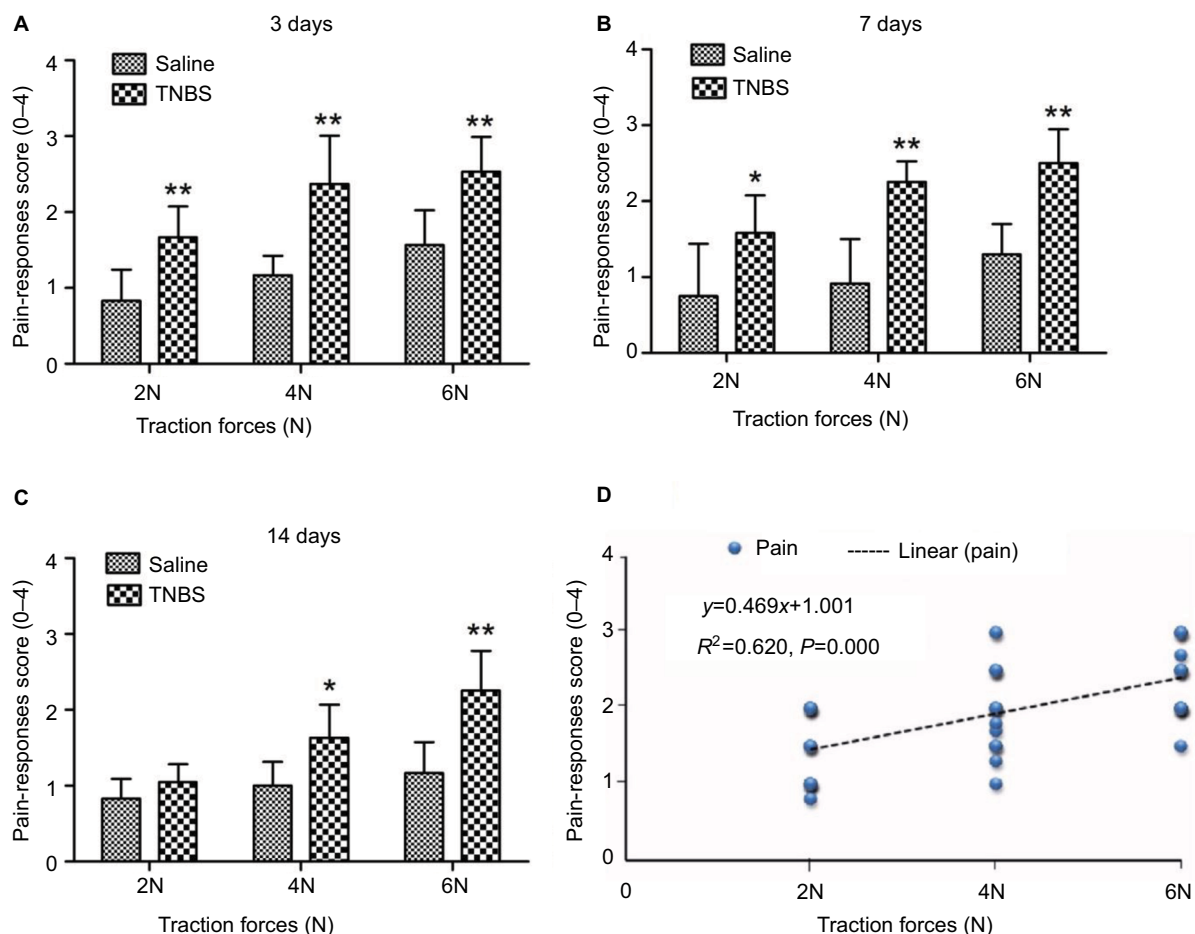 A
3 days
Saline
TNBS
Pain-responses score (0–4)
4
3
2
1
0
**
**
**
2N
4N
6N
Traction forces (N)
B
7 days
Saline
TNBS
Pain-responses score (0–4)
4
3
2
1
0
*
**
**
2N
4N
6N
Traction forces (N)
C
14 days
Saline
TNBS
Pain-responses score (0–4)
4
3
2
1
0
*
**
2N
4N
6N
Traction forces (N)
D
Pain
Linear (pain)
y=0.469x+1.001
R²=0.620, P=0.000
Pain-responses score (0–4)
4
3
2
1
0
0
2N
4N
6N
Traction forces (N)